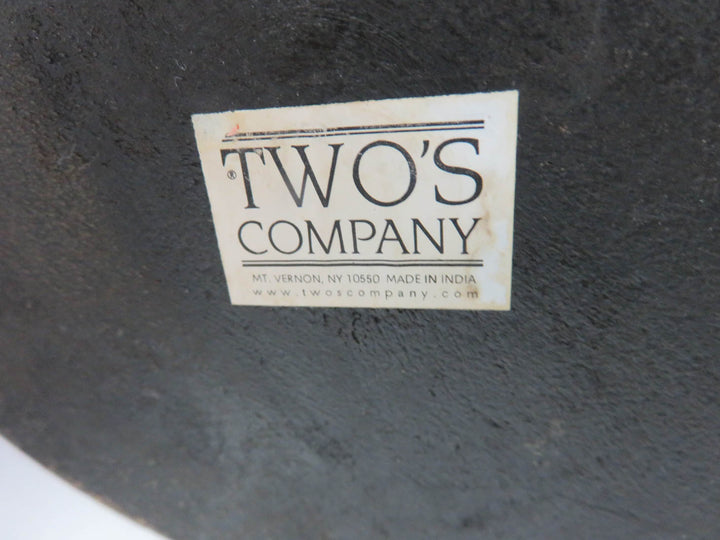 ® TWO'S
COMPANY
MT. VERNON, NY 10550 MADE IN INDIA
www.twoscompany.com